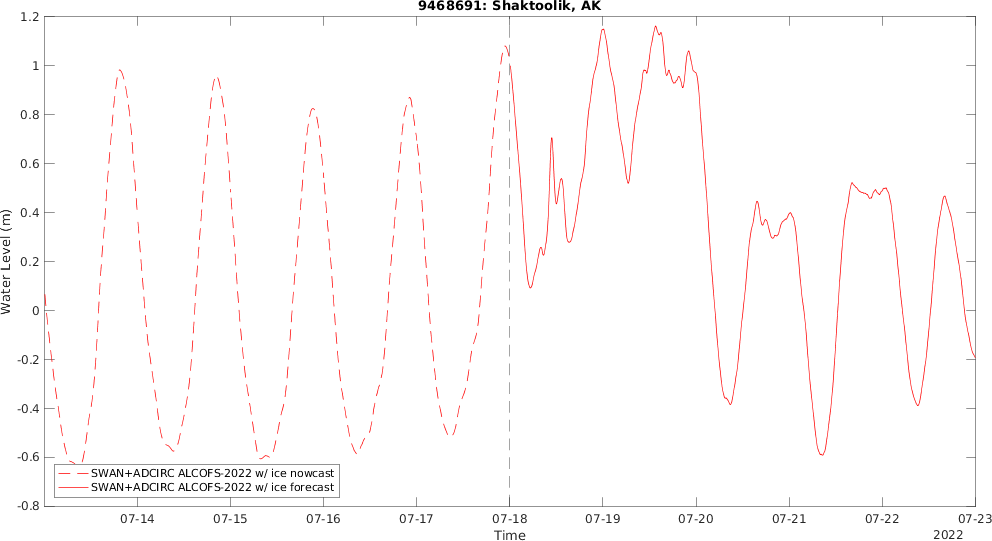 9468691: Shaktoolik, AK
1.2
1
0.8
0.6
0.4
0.2
0
-0.2
-0.4
-0.6
-0.8
Water Level (m)
SWAN+ADCIRC ALCOFS-2022 w/ ice nowcast
SWAN+ADCIRC ALCOFS-2022 w/ ice forecast
07-14 07-15 07-16 07-17 07-18 07-19 07-20 07-21 07-22 07-23
Time
2022